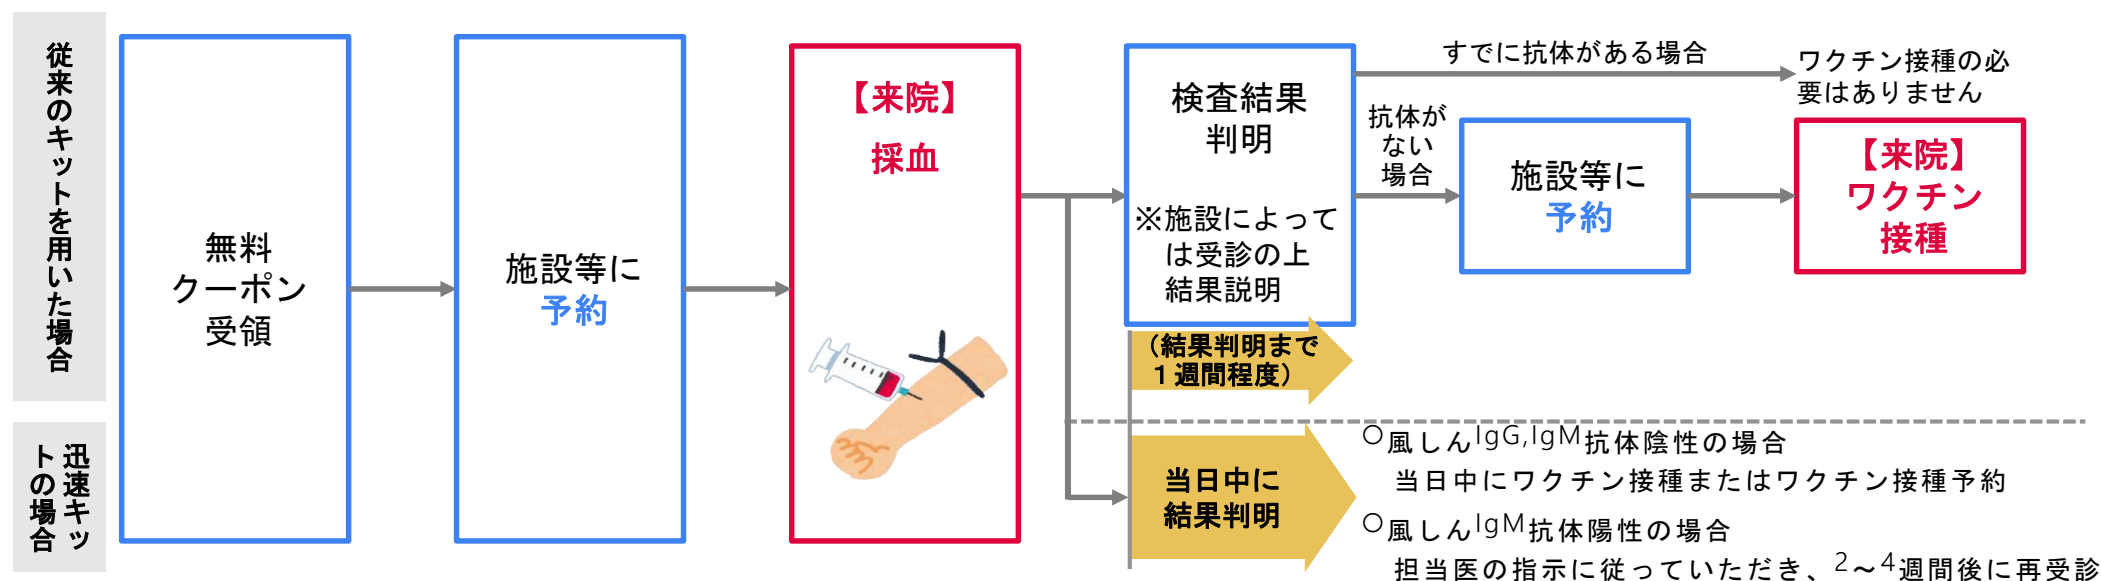 従来のキットを用いた場合
無料
クーポン
受領
施設等に
予約
【来院】
採血
検査結果
判明
※施設によって
は受診の上
結果説明
(結果判明まで
1週間程度)
すでに抗体がある場合
ワクチン接種の必
要はありません
抗体が
ない
場合
施設等に
予約
【来院】
ワクチン
接種
迅速キッ
トの場合
当日中に
結果判明
○風しんIgG,IgM抗体陰性の場合
当日中にワクチン接種またはワクチン接種予約
○風しんIgM抗体陽性の場合
担当医の指示に従っていただき、2～4週間後に再受診